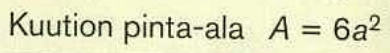 Kuution pinta-ala A = 6a²